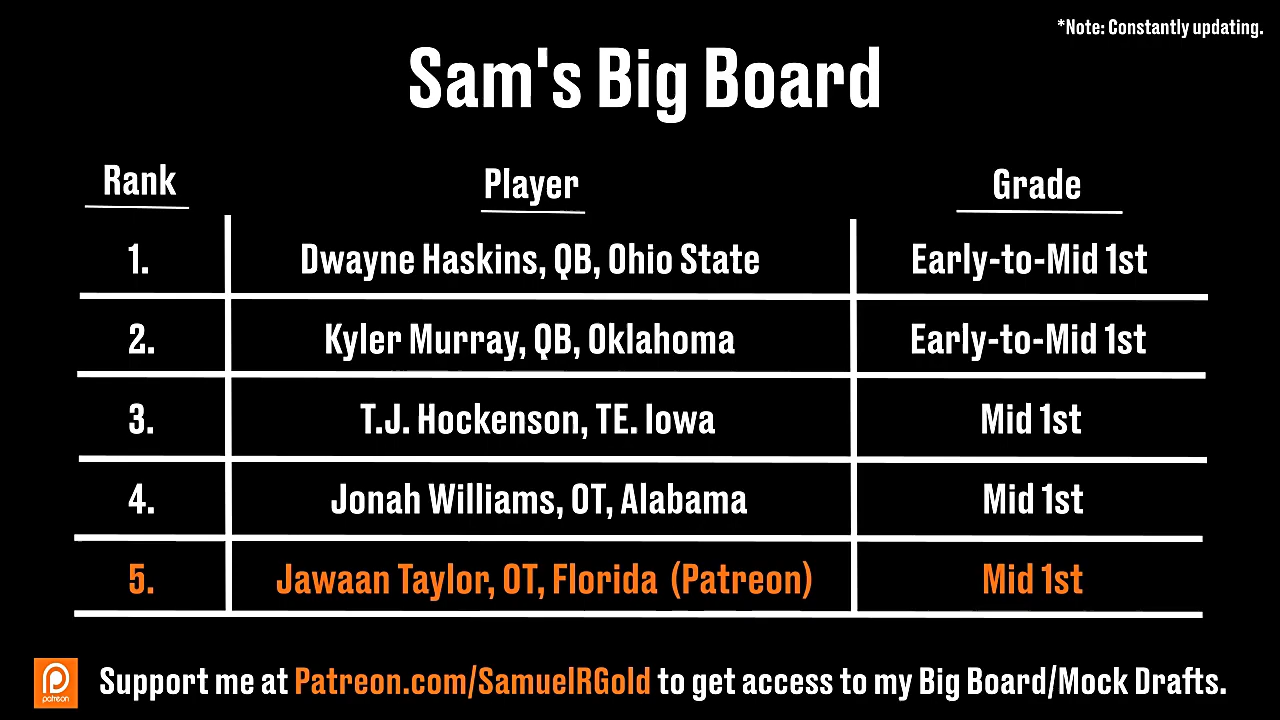 *Note: Constantly updating.
Sam's Big Board
Rank Player Grade
1. Dwayne Haskins, QB, Ohio State Early-to-Mid 1st
2. Kyler Murray, QB, Oklahoma Early-to-Mid 1st
3. T.J. Hockenson, TE. Iowa Mid 1st
4. Jonah Williams, OT, Alabama Mid 1st
5. Jawaan Taylor, OT, Florida (Patreon) Mid 1st
patreon
Support me at Patreon.com/SamuelRGold to get access to my Big Board/Mock Drafts.